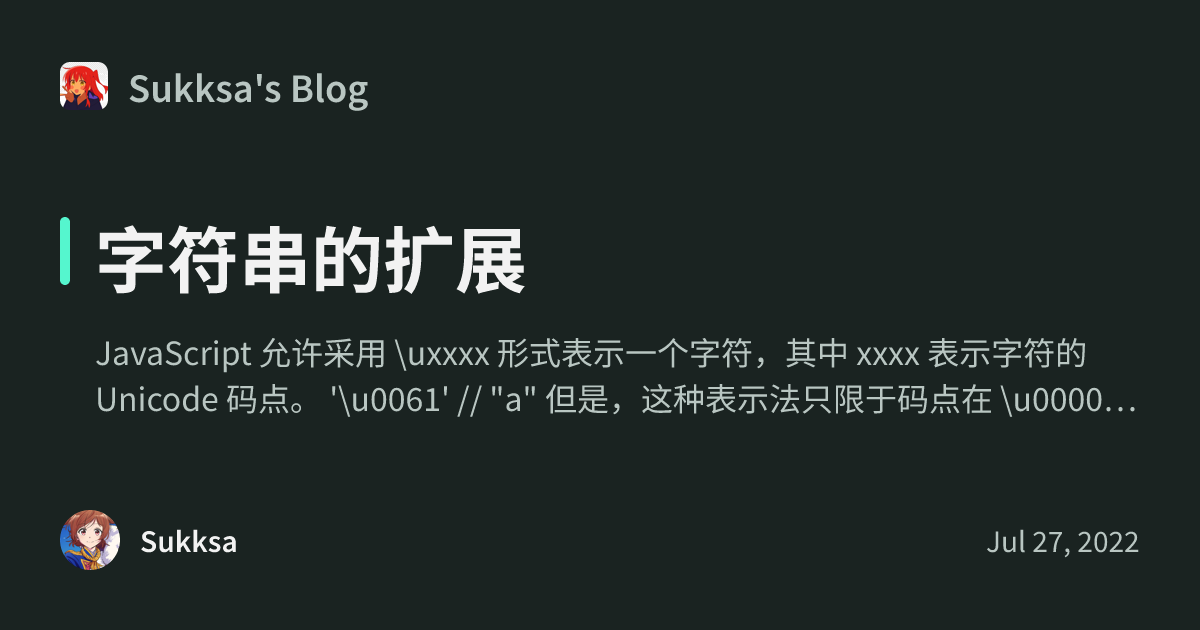 Sukksa's Blog
字符串的扩展
JavaScript 允许采用 \uxxxx 形式表示一个字符，其中 xxxx 表示字符的
Unicode 码点。 '\u0061' // "a" 但是，这种表示法只限于码点在 \u0000…
Sukksa
Jul 27, 2022